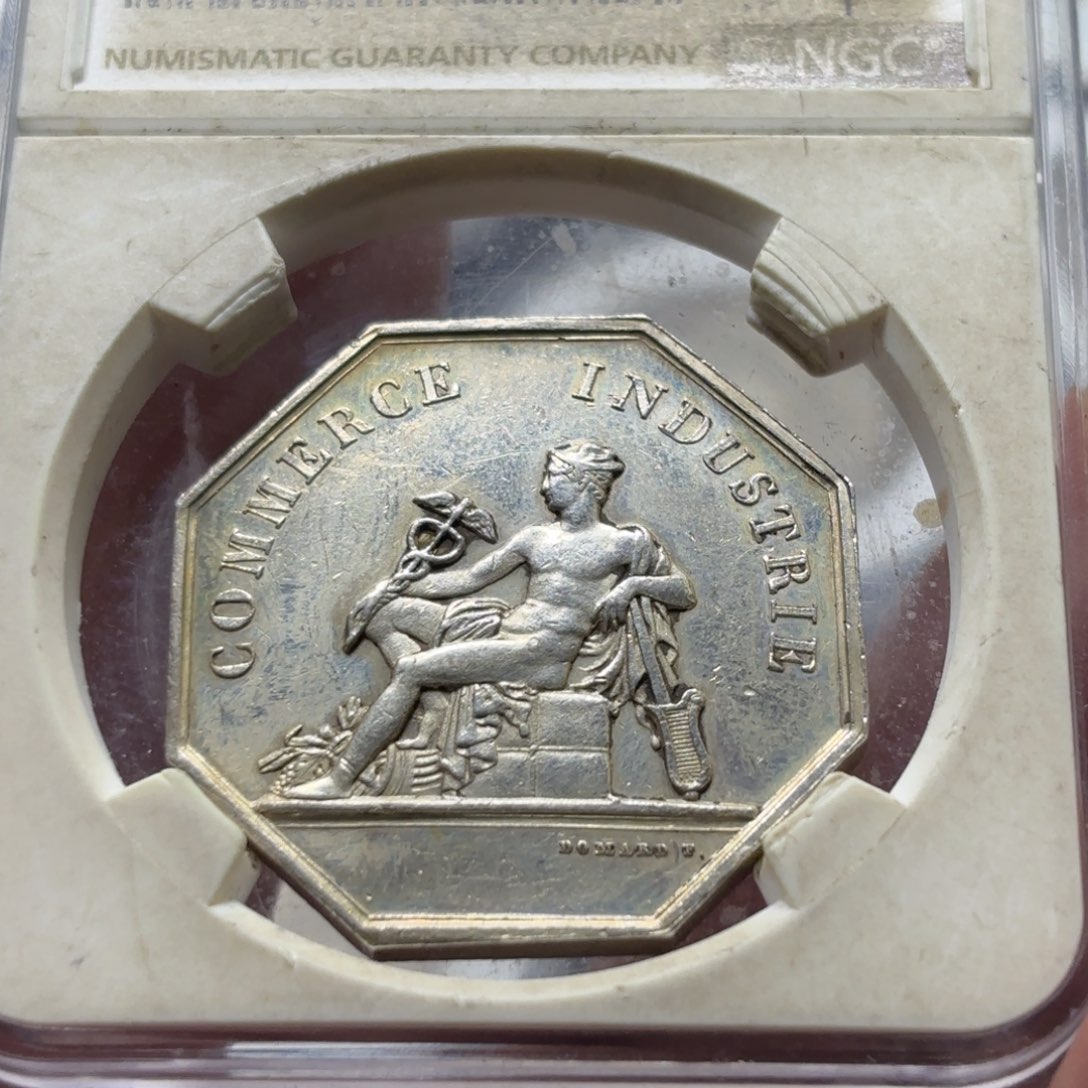 NUMISMATIC GUARANTY COMPANY NGC®
COMMERCE INDUSTRIE
DOMARD F.